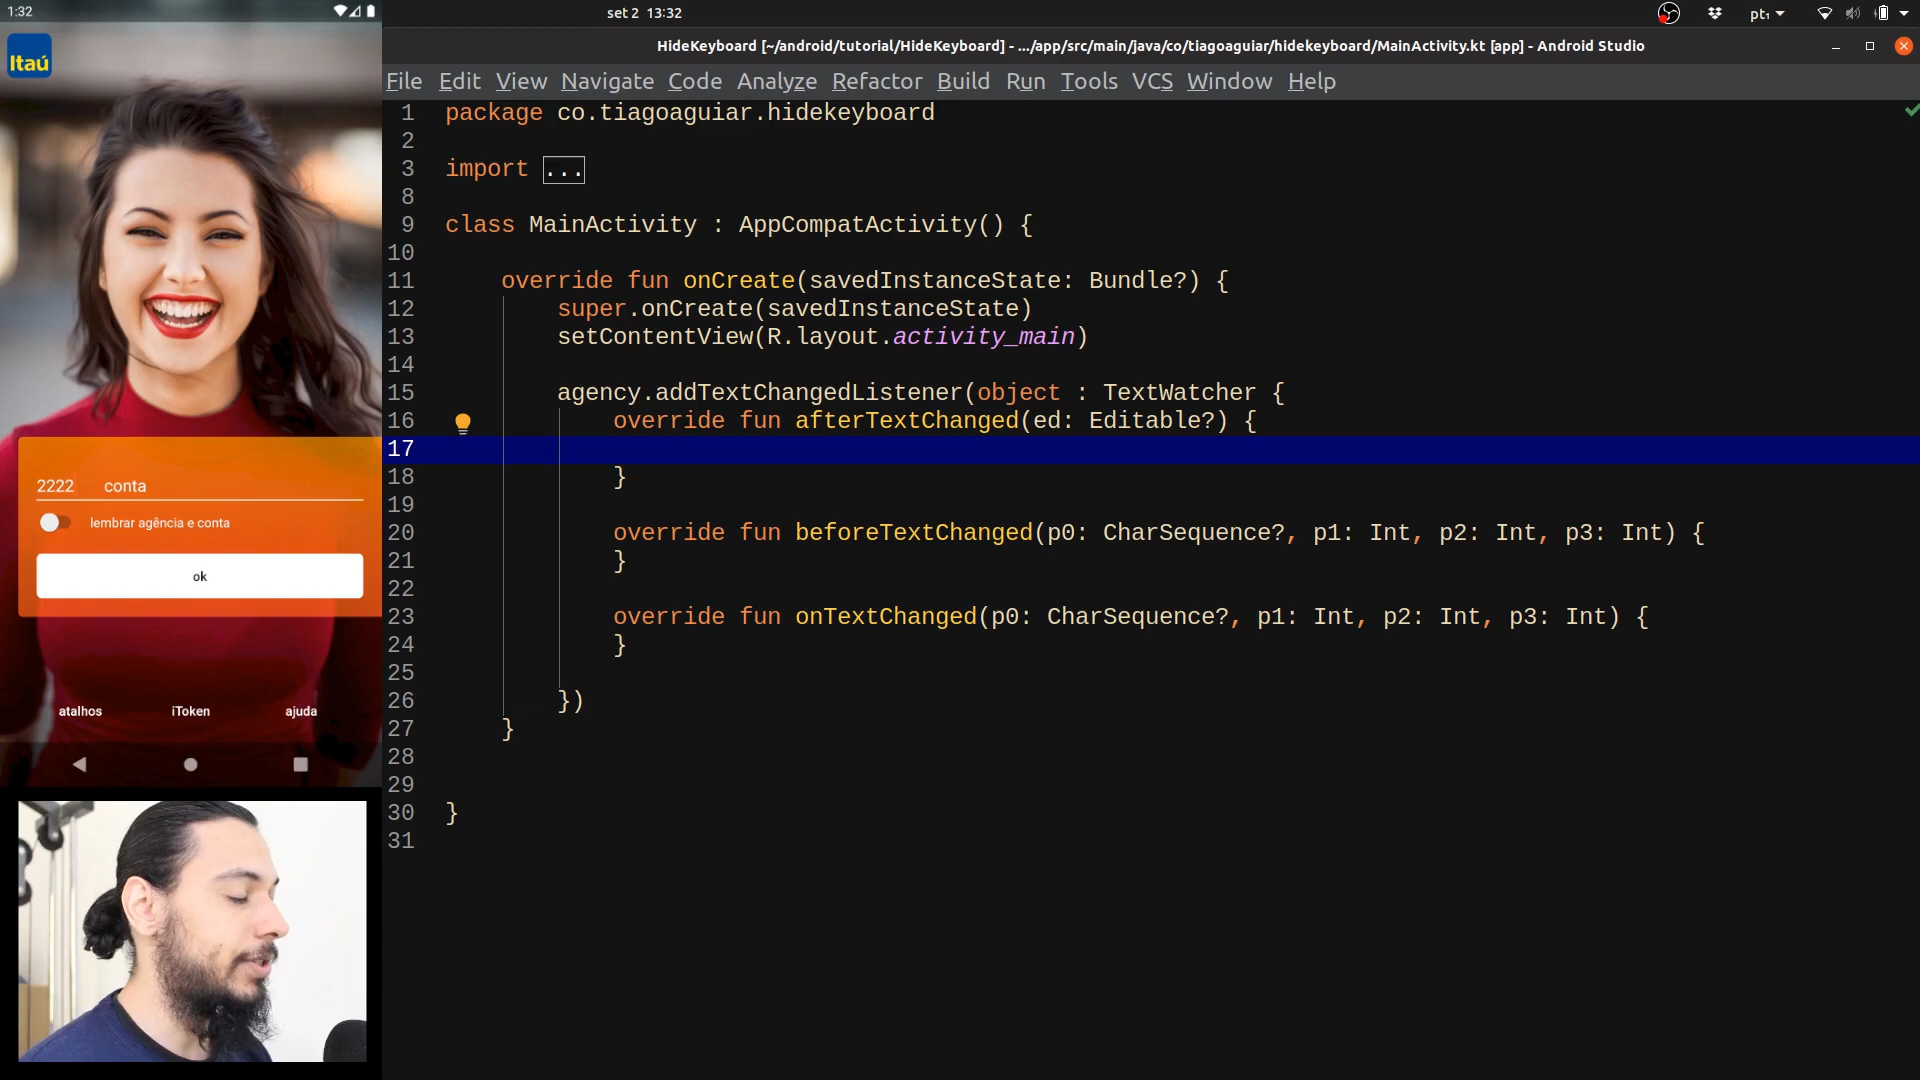 1:32
set 2 13:32
pt₁
HideKeyboard [~/android/tutorial/HideKeyboard] - .../app/src/main/java/co/tiagoaguiar/hidekeyboard/MainActivity.kt [app] - Android Studio
File Edit View Navigate Code Analyze Refactor Build Run Tools VCS Window Help
Itaú
2222 conta
lembrar agência e conta
ok
atalhos iToken ajuda
1 package co.tiagoaguiar.hidekeyboard
2
3 import ...
8
9 class MainActivity : AppCompatActivity() {
10
11 override fun onCreate(savedInstanceState: Bundle?) {
12 super.onCreate(savedInstanceState)
13 setContentView(R.layout.activity_main)
14
15 agency.addTextChangedListener(object : TextWatcher {
16 override fun afterTextChanged(ed: Editable?) {
17
18 }
19
20 override fun beforeTextChanged(p0: CharSequence?, p1: Int, p2: Int, p3: Int) {
21 }
22
23 override fun onTextChanged(p0: CharSequence?, p1: Int, p2: Int, p3: Int) {
24 }
25
26 })
27 }
28
29
30 }
31